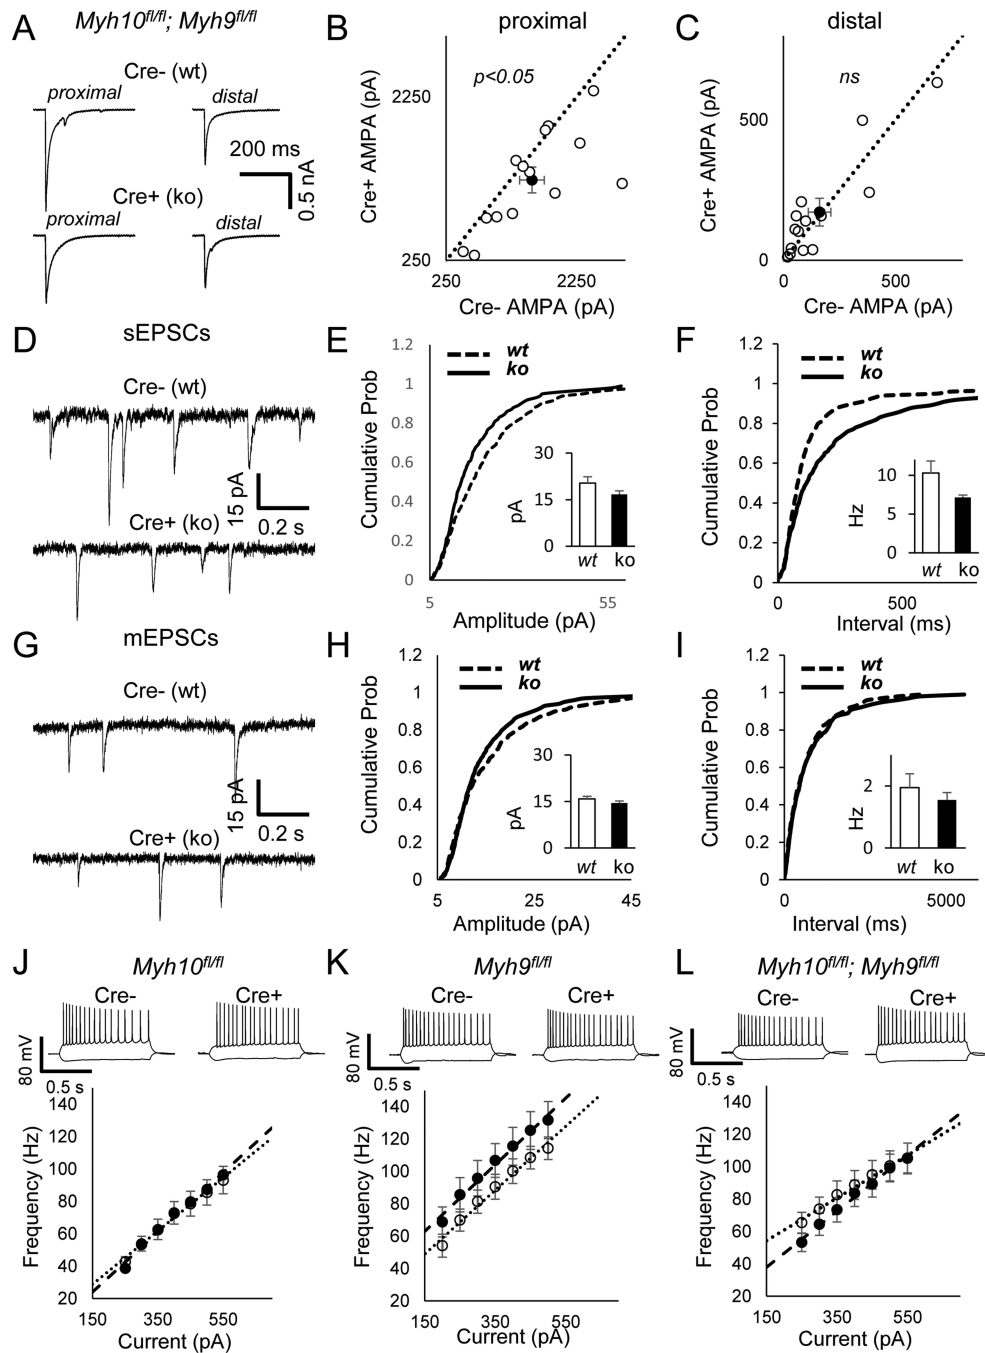 A
Myh10fl/fl; Myh9fl/fl
Cre- (wt)
proximal
distal
200 ms
0.5 nA
Cre+ (ko)
proximal
distal
B
proximal
p<0.05
Cre+ AMPA (pA)
2250
250
250
2250
Cre- AMPA (pA)
C
distal
ns
Cre+ AMPA (pA)
500
0
0
500
Cre- AMPA (pA)
D
sEPSCs
Cre- (wt)
15 pA
0.2 s
Cre+ (ko)
E
wt
ko
Cumulative Prob
1.2
1
0.8
0.6
0.4
0.2
0
5
55
Amplitude (pA)
pA
30
15
0
wt
ko
F
wt
ko
Cumulative Prob
1.2
1
0.8
0.6
0.4
0.2
0
0
500
Interval (ms)
Hz
10
5
0
wt
ko
G
mEPSCs
Cre- (wt)
15 pA
0.2 s
Cre+ (ko)
H
wt
ko
Cumulative Prob
1.2
1
0.8
0.6
0.4
0.2
0
5
25
45
Amplitude (pA)
pA
30
15
0
wt
ko
I
wt
ko
Cumulative Prob
1.2
1
0.8
0.6
0.4
0.2
0
0
5000
Interval (ms)
Hz
2
0
wt
ko
J
Myh10fl/fl
Cre-
Cre+
80 mV
0.5 s
Frequency (Hz)
140
120
100
80
60
40
20
150
350
550
Current (pA)
K
Myh9fl/fl
Cre-
Cre+
80 mV
0.5 s
Frequency (Hz)
140
120
100
80
60
40
20
150
350
550
Current (pA)
L
Myh10fl/fl; Myh9fl/fl
Cre-
Cre+
80 mV
0.5 s
Frequency (Hz)
140
120
100
80
60
40
20
150
350
550
Current (pA)